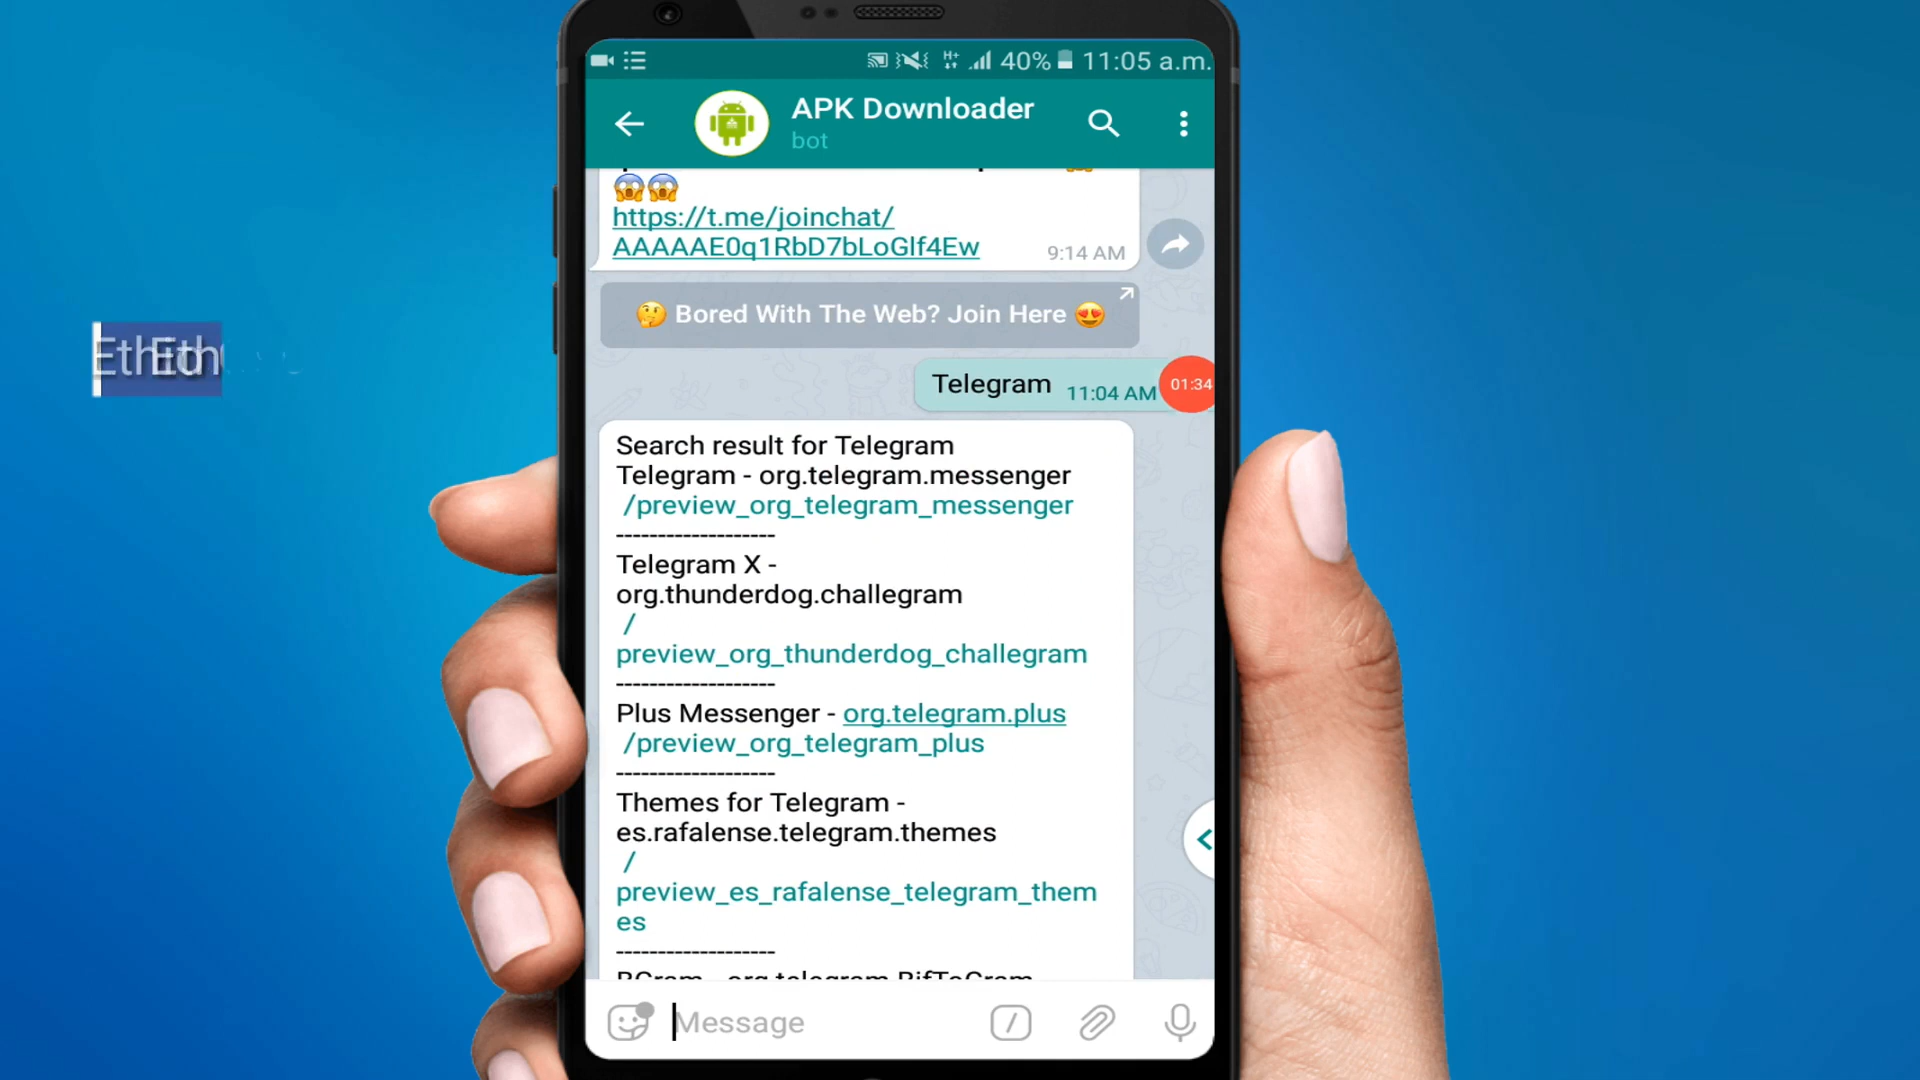 40% 11:05 a.m.
APK Downloader
bot
https://t.me/joinchat/
AAAAAE0q1RbD7bLoGlf4Ew
9:14 AM
Bored With The Web? Join Here
Telegram 11:04 AM
01:34
Search result for Telegram
Telegram - org.telegram.messenger
/preview_org_telegram_messenger
-------------------
Telegram X -
org.thunderdog.challegram
/
preview_org_thunderdog_challegram
-------------------
Plus Messenger - org.telegram.plus
/preview_org_telegram_plus
-------------------
Themes for Telegram -
es.rafalense.telegram.themes
/
preview_es_rafalense_telegram_them
es
-------------------
Message